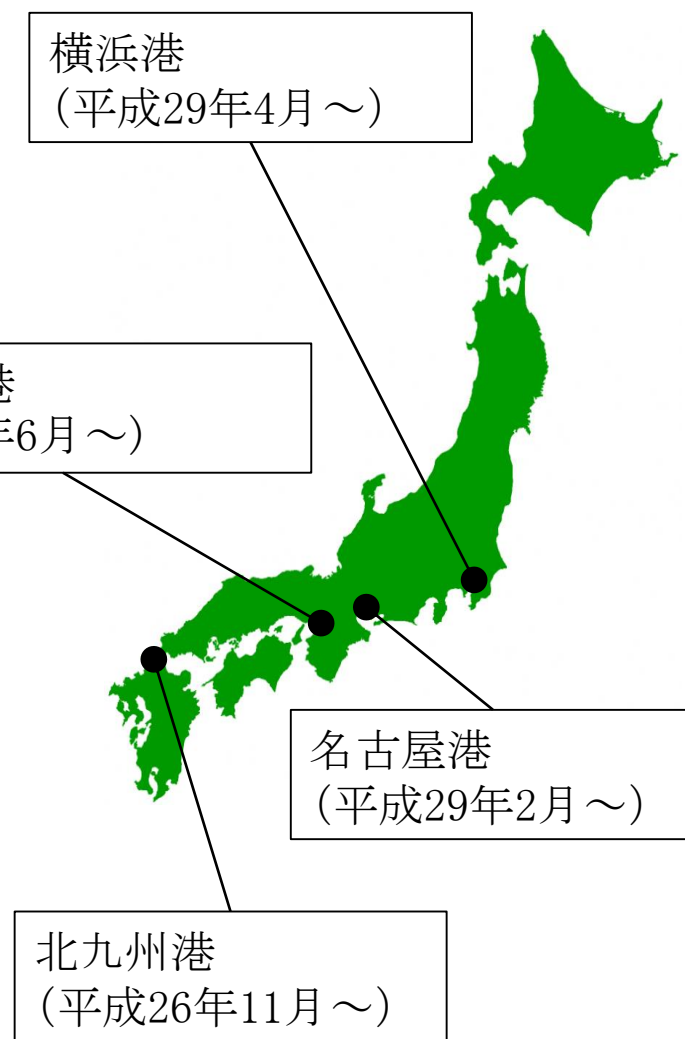 横浜港
（平成29年4月～）
港
年6月～）
名古屋港
（平成29年2月～）
北九州港
（平成26年11月～）